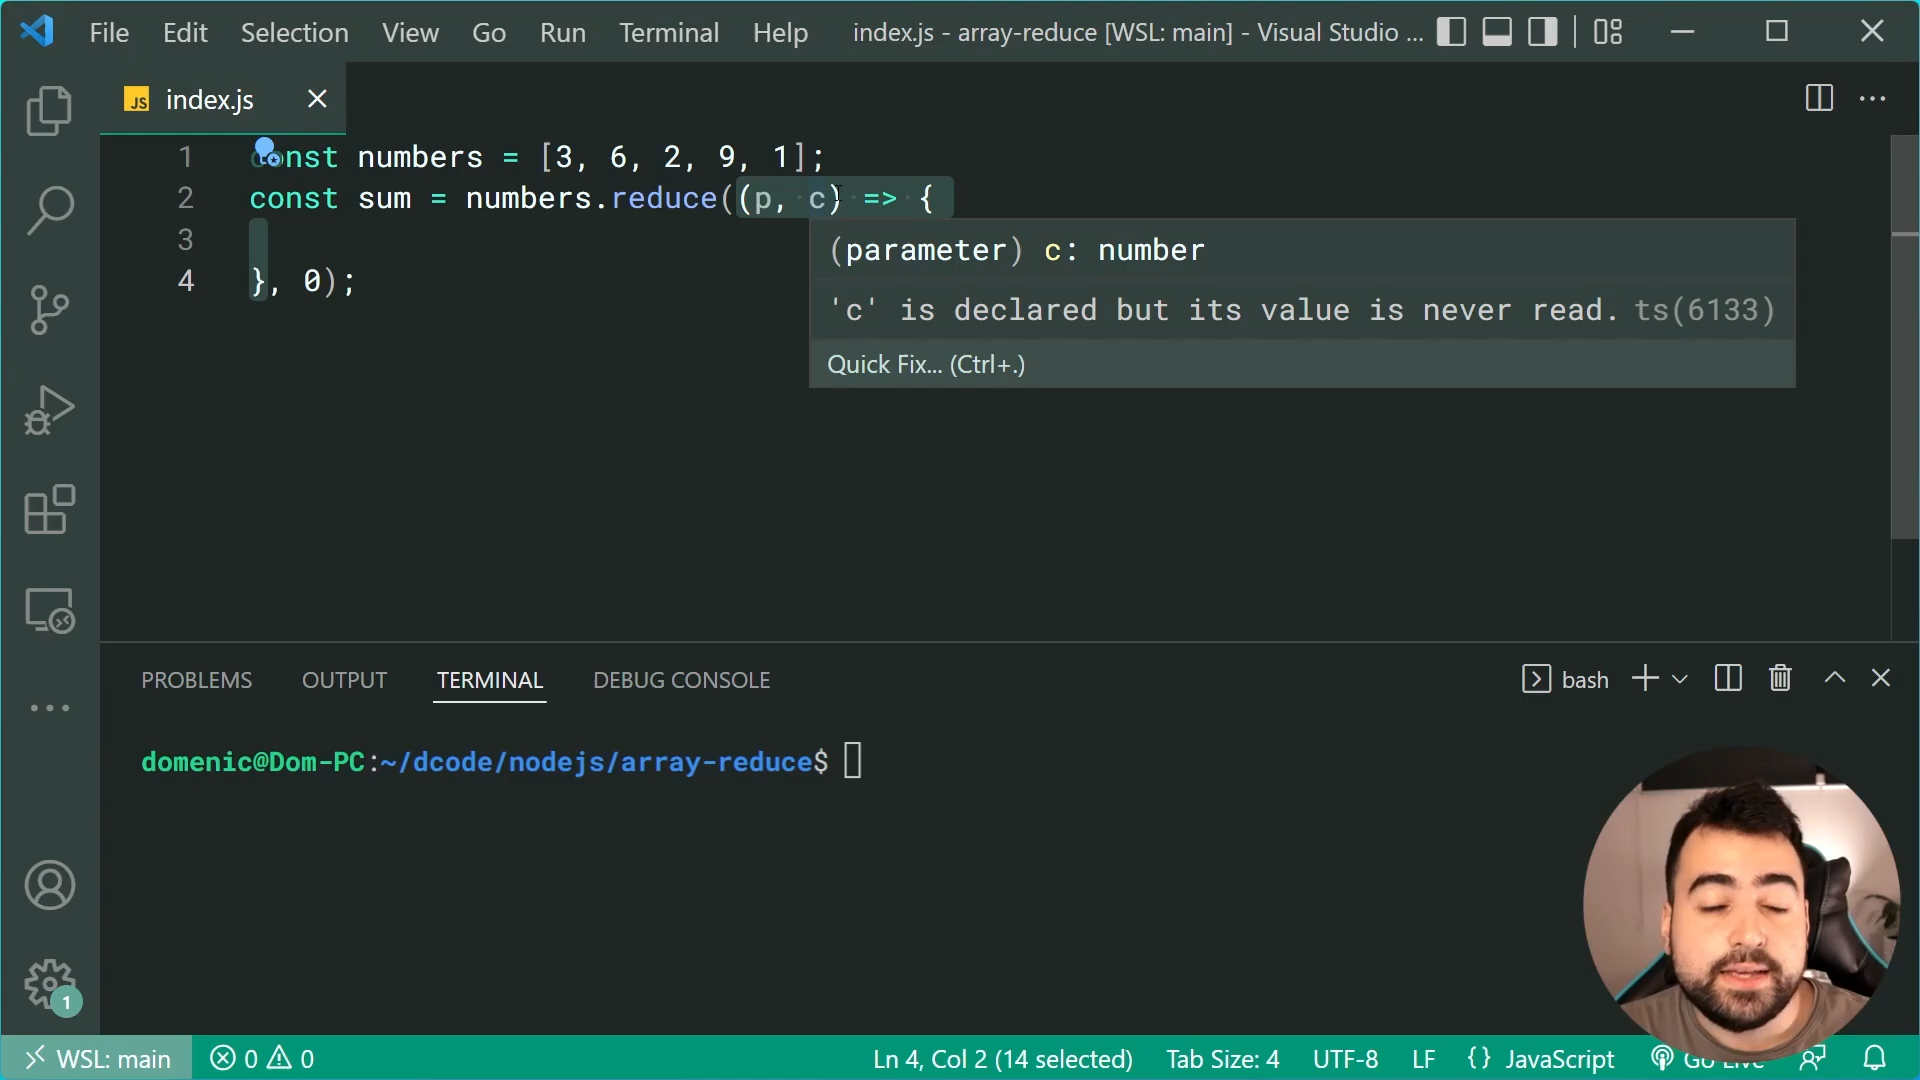 File Edit Selection View Go Run Terminal Help index.js - array-reduce [WSL: main] - Visual Studio ...
JS index.js
1 const numbers = [3, 6, 2, 9, 1];
2 const sum = numbers.reduce((p, c) => {
3
4 }, 0);
(parameter) c: number
'c' is declared but its value is never read. ts(6133)
Quick Fix... (Ctrl+.)
PROBLEMS OUTPUT TERMINAL DEBUG CONSOLE bash
domenic@Dom-PC:~/dcode/nodejs/array-reduce$
1
WSL: main 0 0 Ln 4, Col 2 (14 selected) Tab Size: 4 UTF-8 LF {} JavaScript Go Live